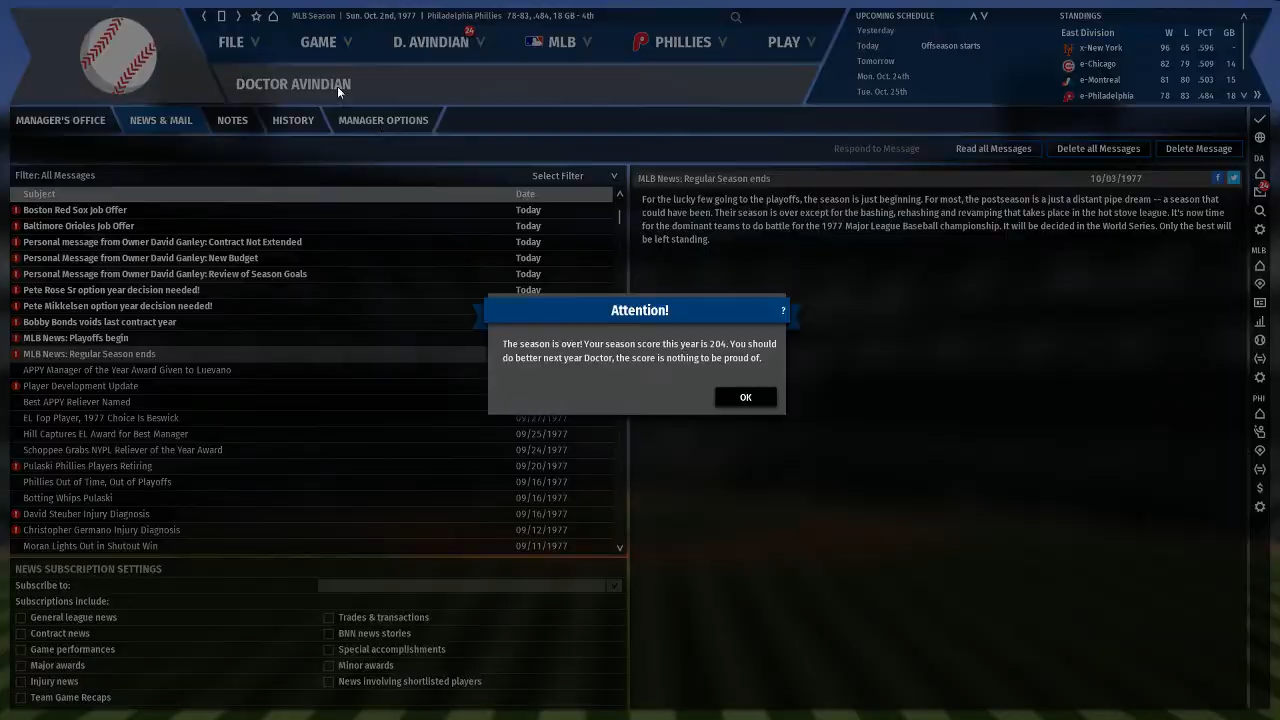 MLB Season | Sun. Oct. 2nd, 1977 | Philadelphia Phillies 78-83, .484, 18 GB - 4th
FILE GAME D. AVINDIAN 24 MLB PHILLIES PLAY
DOCTOR AVINDIAN
UPCOMING SCHEDULE
Yesterday
Today Offseason starts
Tomorrow
Mon. Oct. 24th
Tue. Oct. 25th
STANDINGS
East Division W L PCT GB
x-New York 96 65 .596 -
e-Chicago 82 79 .509 14
e-Montreal 81 80 .503 15
e-Philadelphia 78 83 .484 18
MANAGER'S OFFICE NEWS & MAIL NOTES HISTORY MANAGER OPTIONS
Respond to Message Read all Messages Delete all Messages Delete Message
Filter: All Messages Select Filter
Subject Date
Boston Red Sox Job Offer Today
Baltimore Orioles Job Offer Today
Personal message from Owner David Ganley: Contract Not Extended Today
Personal Message from Owner David Ganley: New Budget Today
Personal Message from Owner David Ganley: Review of Season Goals Today
Pete Rose Sr option year decision needed! Today
Pete Mikkelsen option year decision needed!
Bobby Bonds voids last contract year
MLB News: Playoffs begin
MLB News: Regular Season ends
APPY Manager of the Year Award Given to Luevano
Player Development Update
Best APPY Reliever Named
EL Top Player, 1977 Choice Is Beswick 09/27/1977
Hill Captures EL Award for Best Manager 09/25/1977
Schoppee Grabs NYPL Reliever of the Year Award 09/24/1977
Pulaski Phillies Players Retiring 09/20/1977
Phillies Out of Time, Out of Playoffs 09/16/1977
Botting Whips Pulaski 09/16/1977
David Steuber Injury Diagnosis 09/16/1977
Christopher Germano Injury Diagnosis 09/12/1977
Moran Lights Out in Shutout Win 09/11/1977
MLB News: Regular Season ends 10/03/1977
For the lucky few going to the playoffs, the season is just beginning. For most, the postseason is a just a distant pipe dream -- a season that
could have been. Their season is over except for the bashing, rehashing and revamping that takes place in the hot stove league. It's now time
for the dominant teams to do battle for the 1977 Major League Baseball championship. It will be decided in the World Series. Only the best will
be left standing.
Attention!
?
The season is over! Your season score this year is 204. You should
do better next year Doctor, the score is nothing to be proud of.
OK
NEWS SUBSCRIPTION SETTINGS
Subscribe to:
Subscriptions include:
General league news Trades & transactions
Contract news BNN news stories
Game performances Special accomplishments
Major awards Minor awards
Injury news News involving shortlisted players
Team Game Recaps
DA
24
MLB
PHI